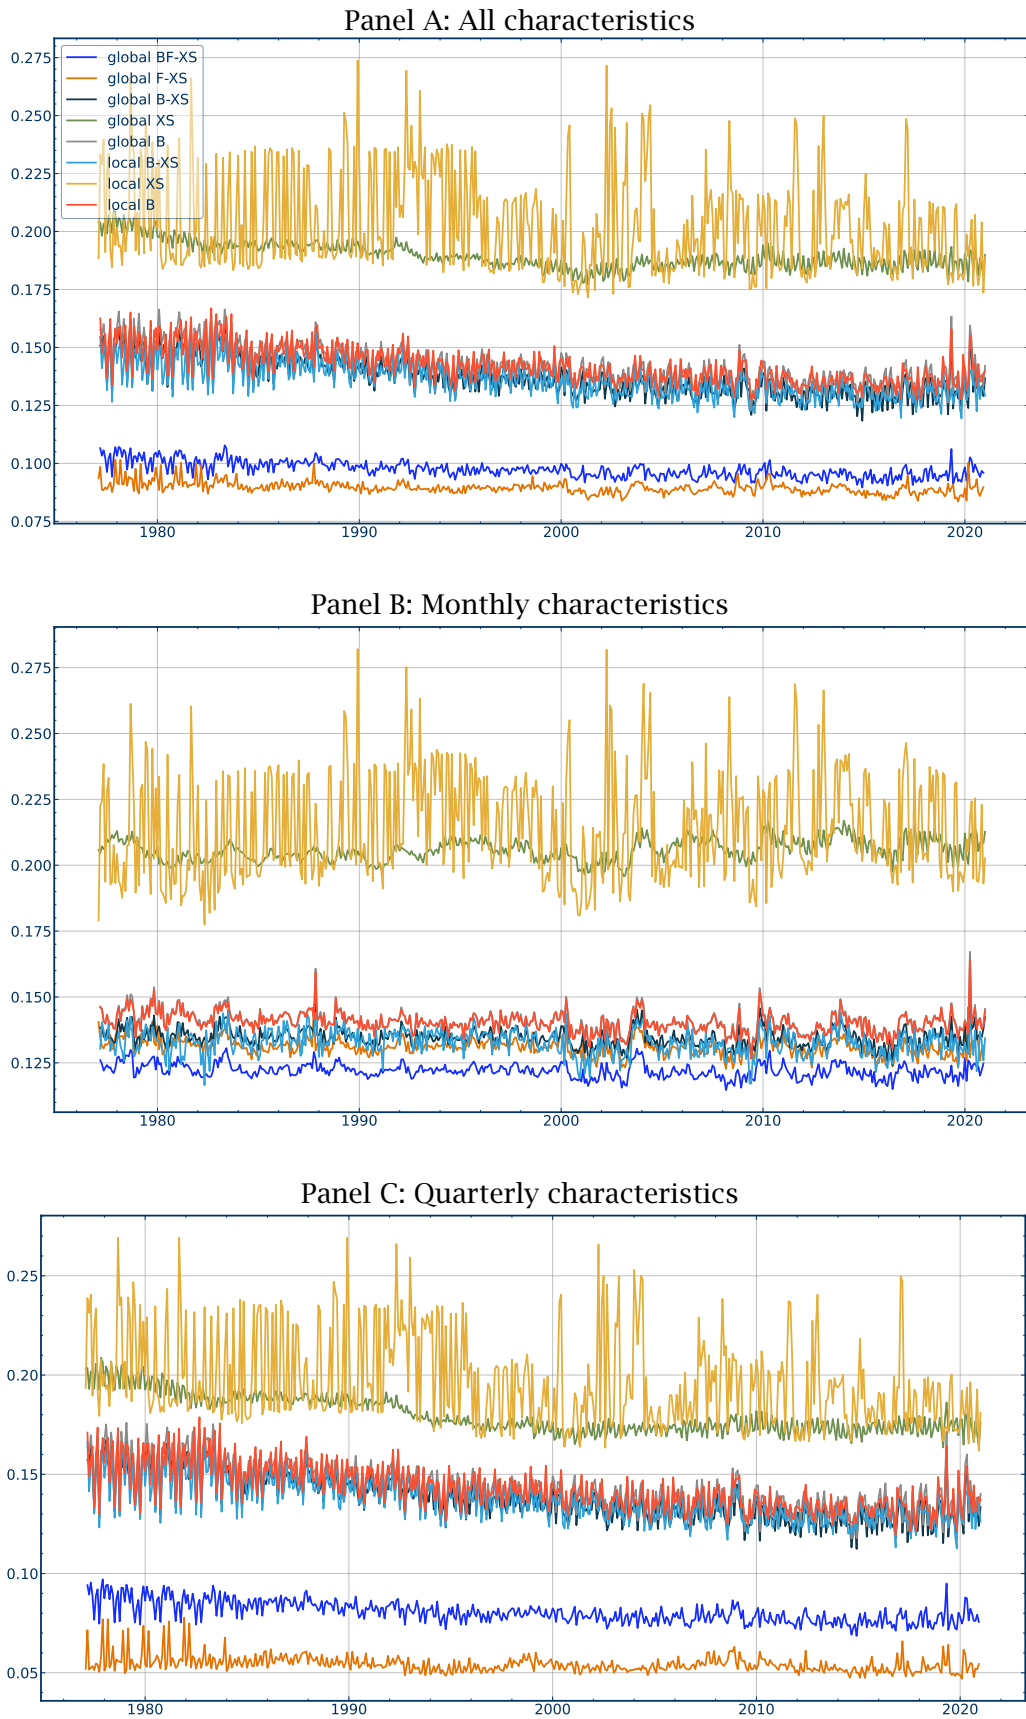 Panel A: All characteristics
global BF-XS
global F-XS
global B-XS
global XS
global B
local B-XS
local XS
local B
0.275
0.250
0.225
0.200
0.175
0.150
0.125
0.100
0.075
1980 1990 2000 2010 2020
Panel B: Monthly characteristics
0.275
0.250
0.225
0.200
0.175
0.150
0.125
1980 1990 2000 2010 2020
Panel C: Quarterly characteristics
0.25
0.20
0.15
0.10
0.05
1980 1990 2000 2010 2020